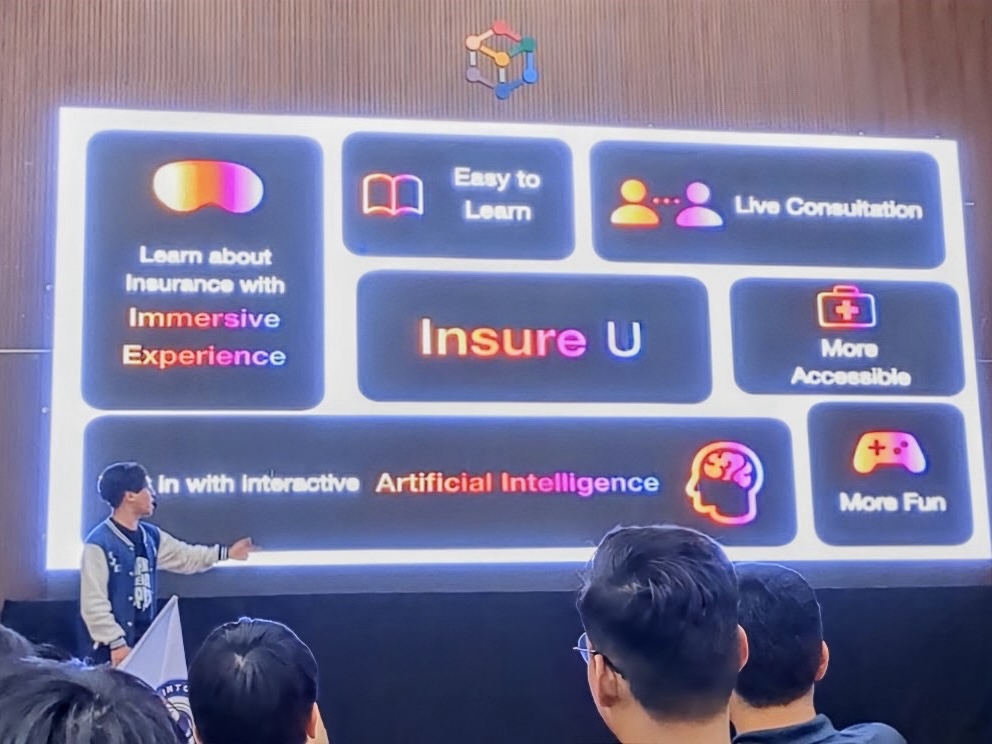 Learn about
Insurance with
Immersive
Experience
Easy to
Learn
Live Consultation
Insure U
More
Accessible
in with Interactive Artificial Intelligence
More Fun